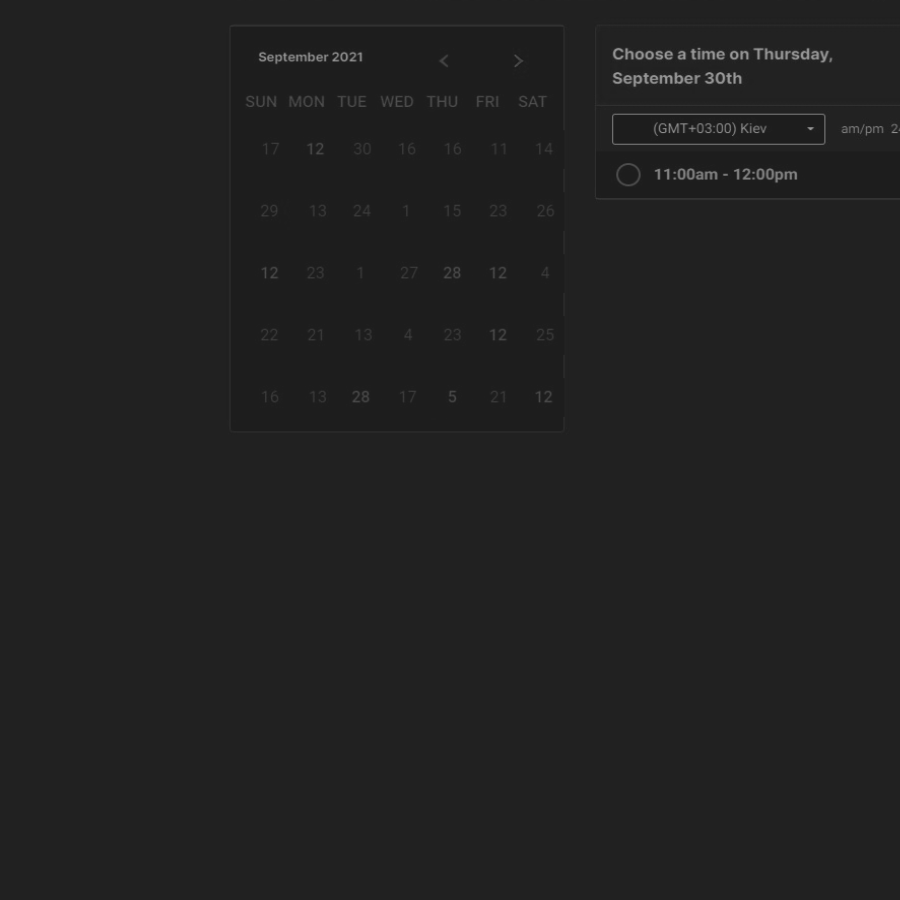 September 2021
SUN MON TUE WED THU FRI SAT
17 12 30 16 16 11 14
29 13 24 1 15 23 26
12 23 1 27 28 12 4
22 21 13 4 23 12 25
16 13 28 17 5 21 12
Choose a time on Thursday,
September 30th
(GMT+03:00) Kiev
am/pm
11:00am - 12:00pm